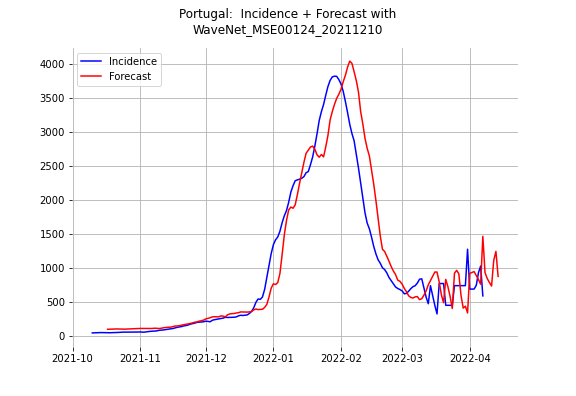 Portugal:  Incidence + Forecast with
WaveNet_MSE00124_20211210
Incidence
Forecast
4000
3500
3000
2500
2000
1500
1000
500
0
2021-10 2021-11 2021-12 2022-01 2022-02 2022-03 2022-04